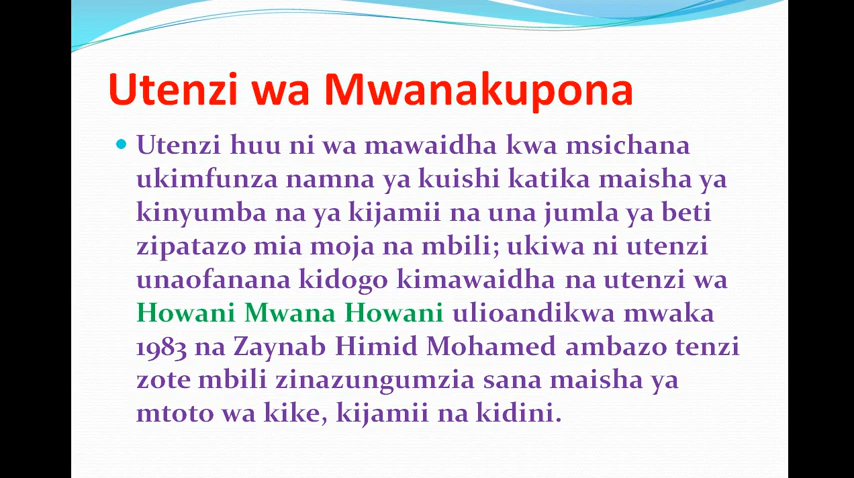 Utenzi wa Mwanakupona
• Utenzi huu ni wa mawaidha kwa msichana
ukimfunza namna ya kuishi katika maisha ya
kinyumba na ya kijamii na una jumla ya beti
zipatazo mia moja na mbili; ukiwa ni utenzi
unaofanana kidogo kimawaidha na utenzi wa
Howani Mwana Howani ulioandikwa mwaka
1983 na Zaynab Himid Mohamed ambazo tenzi
zote mbili zinazungumzia sana maisha ya
mtoto wa kike, kijamii na kidini.